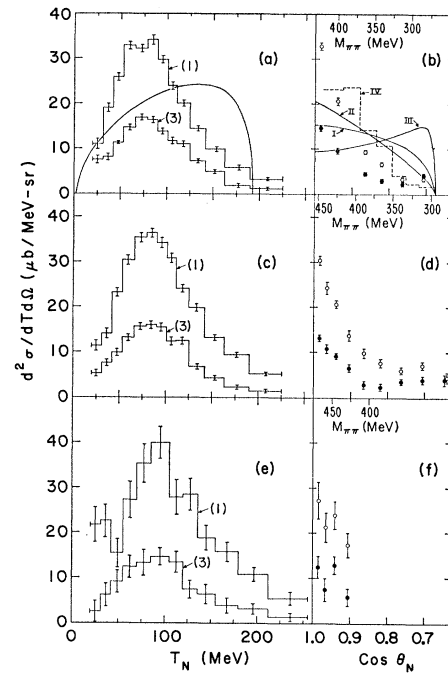 450 400 350 300
M_ππ (MeV)
40
30
20
10
0
(a)
(1)
(3)
(b)
IV
II
I
III
450 400 350 300
M_ππ (MeV)
40
30
20
10
0
(c)
(1)
(3)
(d)
450 400
M_ππ (MeV)
40
30
20
10
0
(e)
(1)
(3)
(f)
d²σ/dTdΩ (μb/MeV-sr)
0 100 200
T_N (MeV)
1.0 0.9 0.8 0.7
Cos θ_N